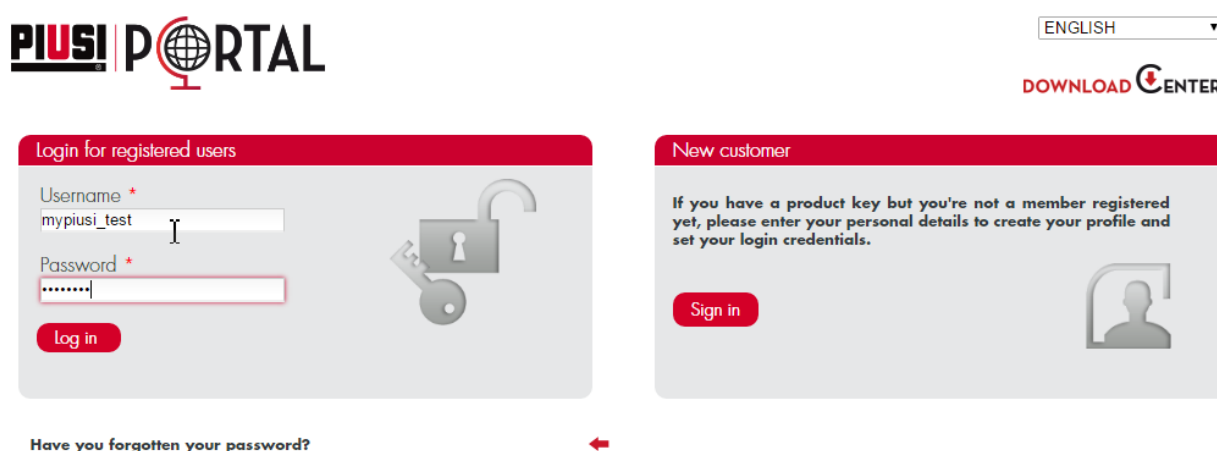 PIUSI PORTAL
ENGLISH
DOWNLOAD CENTER
Login for registered users
Username *
mypiusi_test
Password *
••••••••
Log in
New customer
If you have a product key but you're not a member registered
yet, please enter your personal details to create your profile and
set your login credentials.
Sign in
Have you forgotten your password?